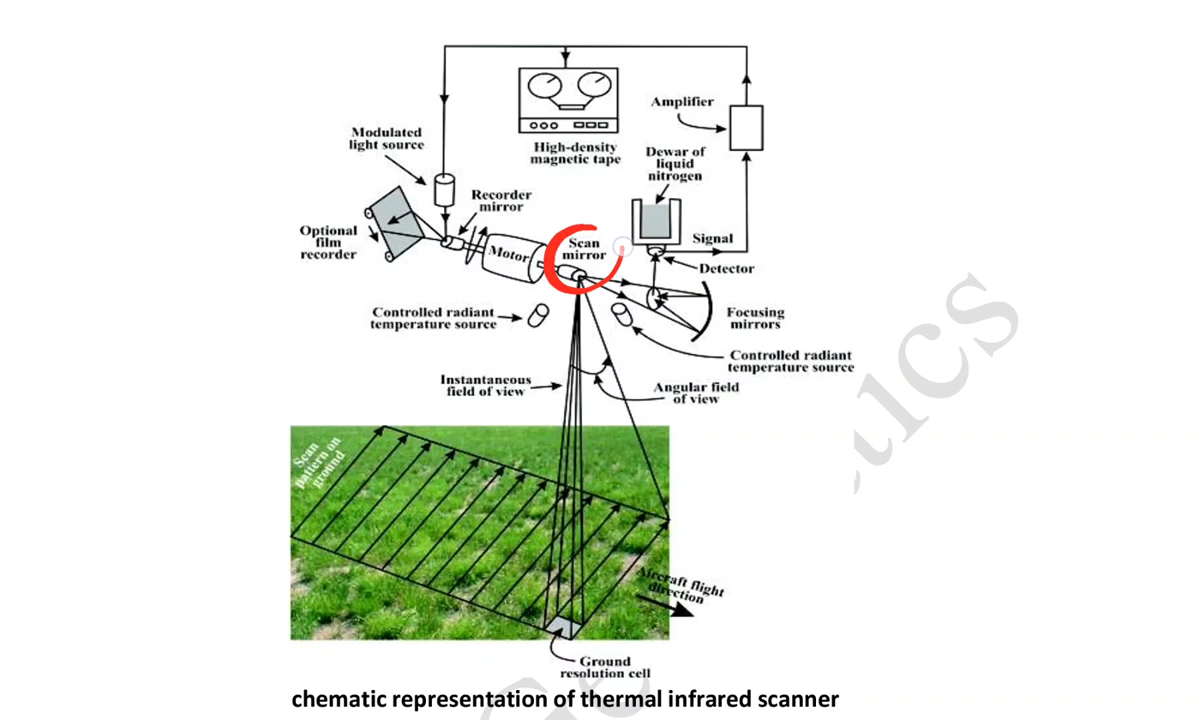 Amplifier
Modulated
light source
High-density
magnetic tape
Dewar of
liquid
nitrogen
Recorder
mirror
Optional
film
recorder
Motor
Scan
mirror
Signal
Detector
Controlled radiant
temperature source
Focusing
mirrors
Controlled radiant
temperature source
Instantaneous
field of view
Angular field
of view
Scan
pattern on
ground
Aircraft flight
direction
Ground
resolution cell
chematic representation of thermal infrared scanner